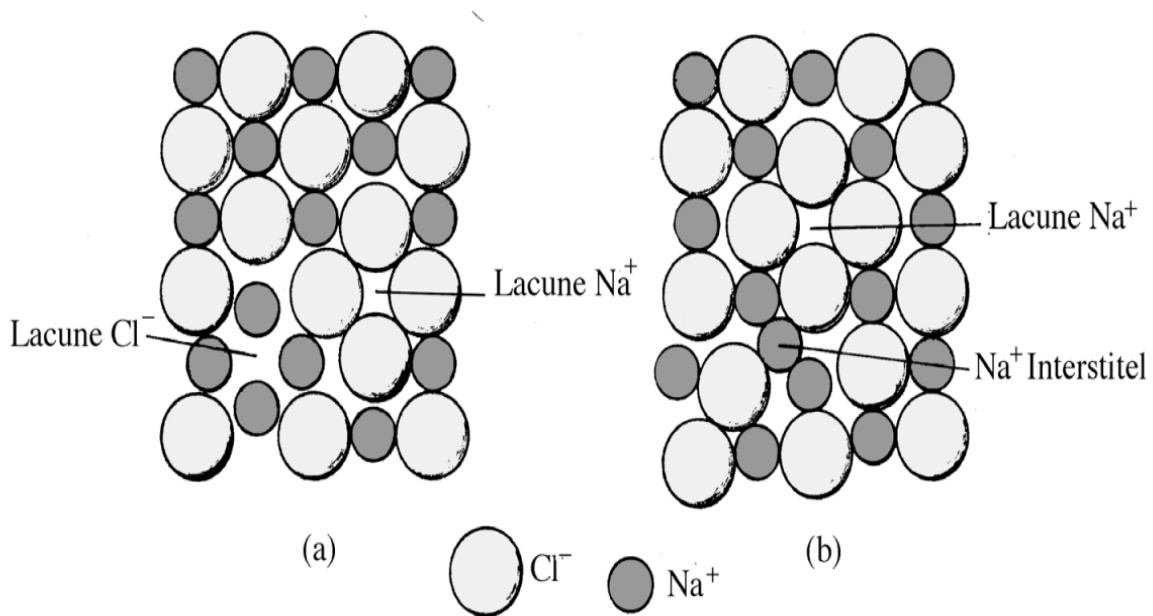 Lacune Na⁺
Lacune Na⁺
Lacune Cl⁻
Na⁺ Interstitel
(a)
(b)
Cl⁻
Na⁺